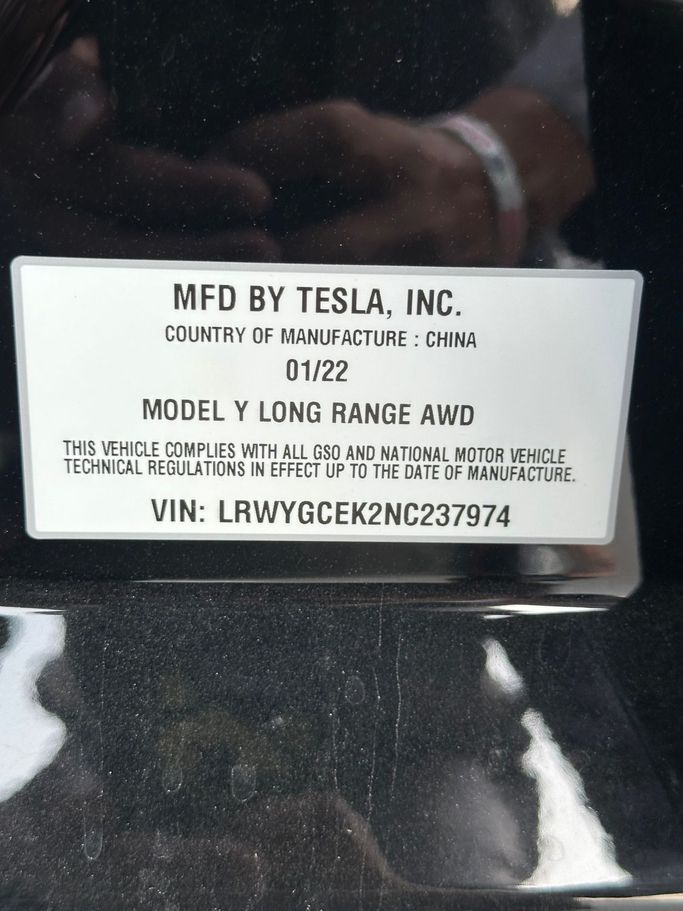 MFD BY TESLA, INC.
COUNTRY OF MANUFACTURE : CHINA
01/22
MODEL Y LONG RANGE AWD
THIS VEHICLE COMPLIES WITH ALL GSO AND NATIONAL MOTOR VEHICLE
TECHNICAL REGULATIONS IN EFFECT UP TO THE DATE OF MANUFACTURE.
VIN: LRWYGCEK2NC237974